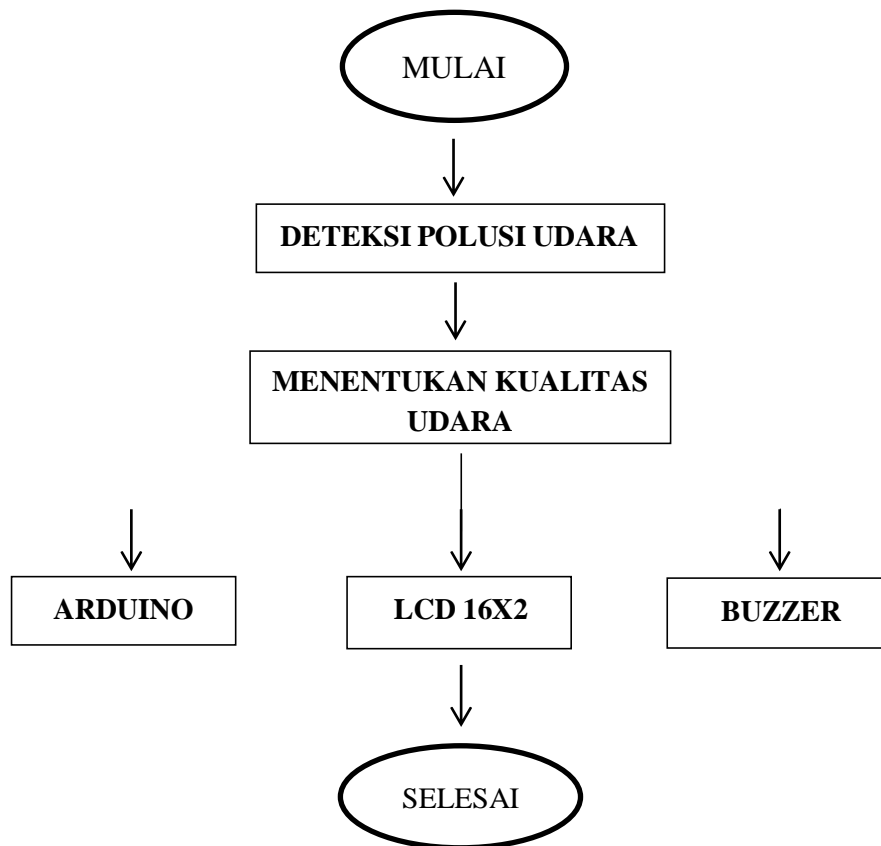 MULAI
DETEKSI POLUSI UDARA
MENENTUKAN KUALITAS
UDARA
ARDUINO
LCD 16X2
BUZZER
SELESAI